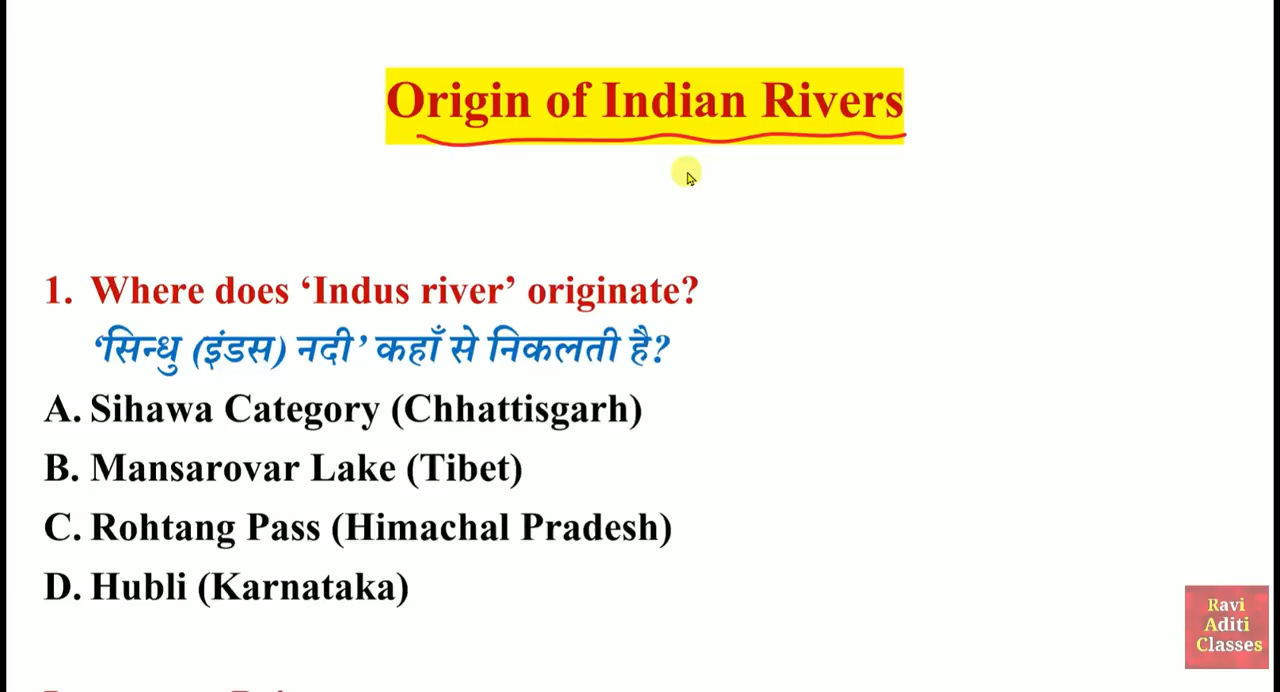 Origin of Indian Rivers
1. Where does ‘Indus river’ originate?
‘सिन्धु (इंडस) नदी’ कहाँ से निकलती है?
A. Sihawa Category (Chhattisgarh)
B. Mansarovar Lake (Tibet)
C. Rohtang Pass (Himachal Pradesh)
D. Hubli (Karnataka)
Ravi
Aditi
Classes